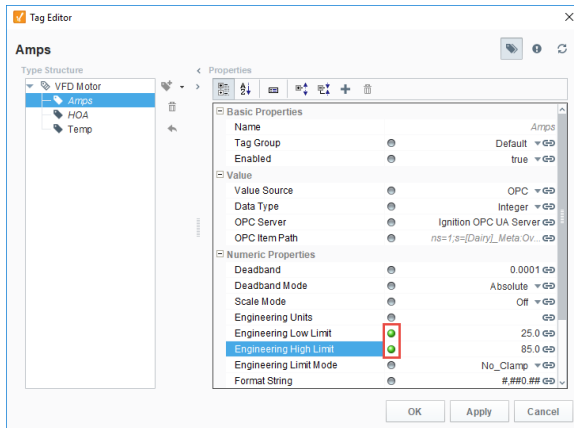 Tag Editor
Amps
Type Structure
Properties
VFD Motor
Amps
HOA
Temp
Basic Properties
Name Amps
Tag Group Default
Enabled true
Value
Value Source OPC
Data Type Integer
OPC Server Ignition OPC UA Server
OPC Item Path ns=1;s=[Dairy]_Meta:Ov...
Numeric Properties
Deadband 0.0001
Deadband Mode Absolute
Scale Mode Off
Engineering Units
Engineering Low Limit 25.0
Engineering High Limit 85.0
Engineering Limit Mode No_Clamp
Format String #,##0.##
OK Apply Cancel